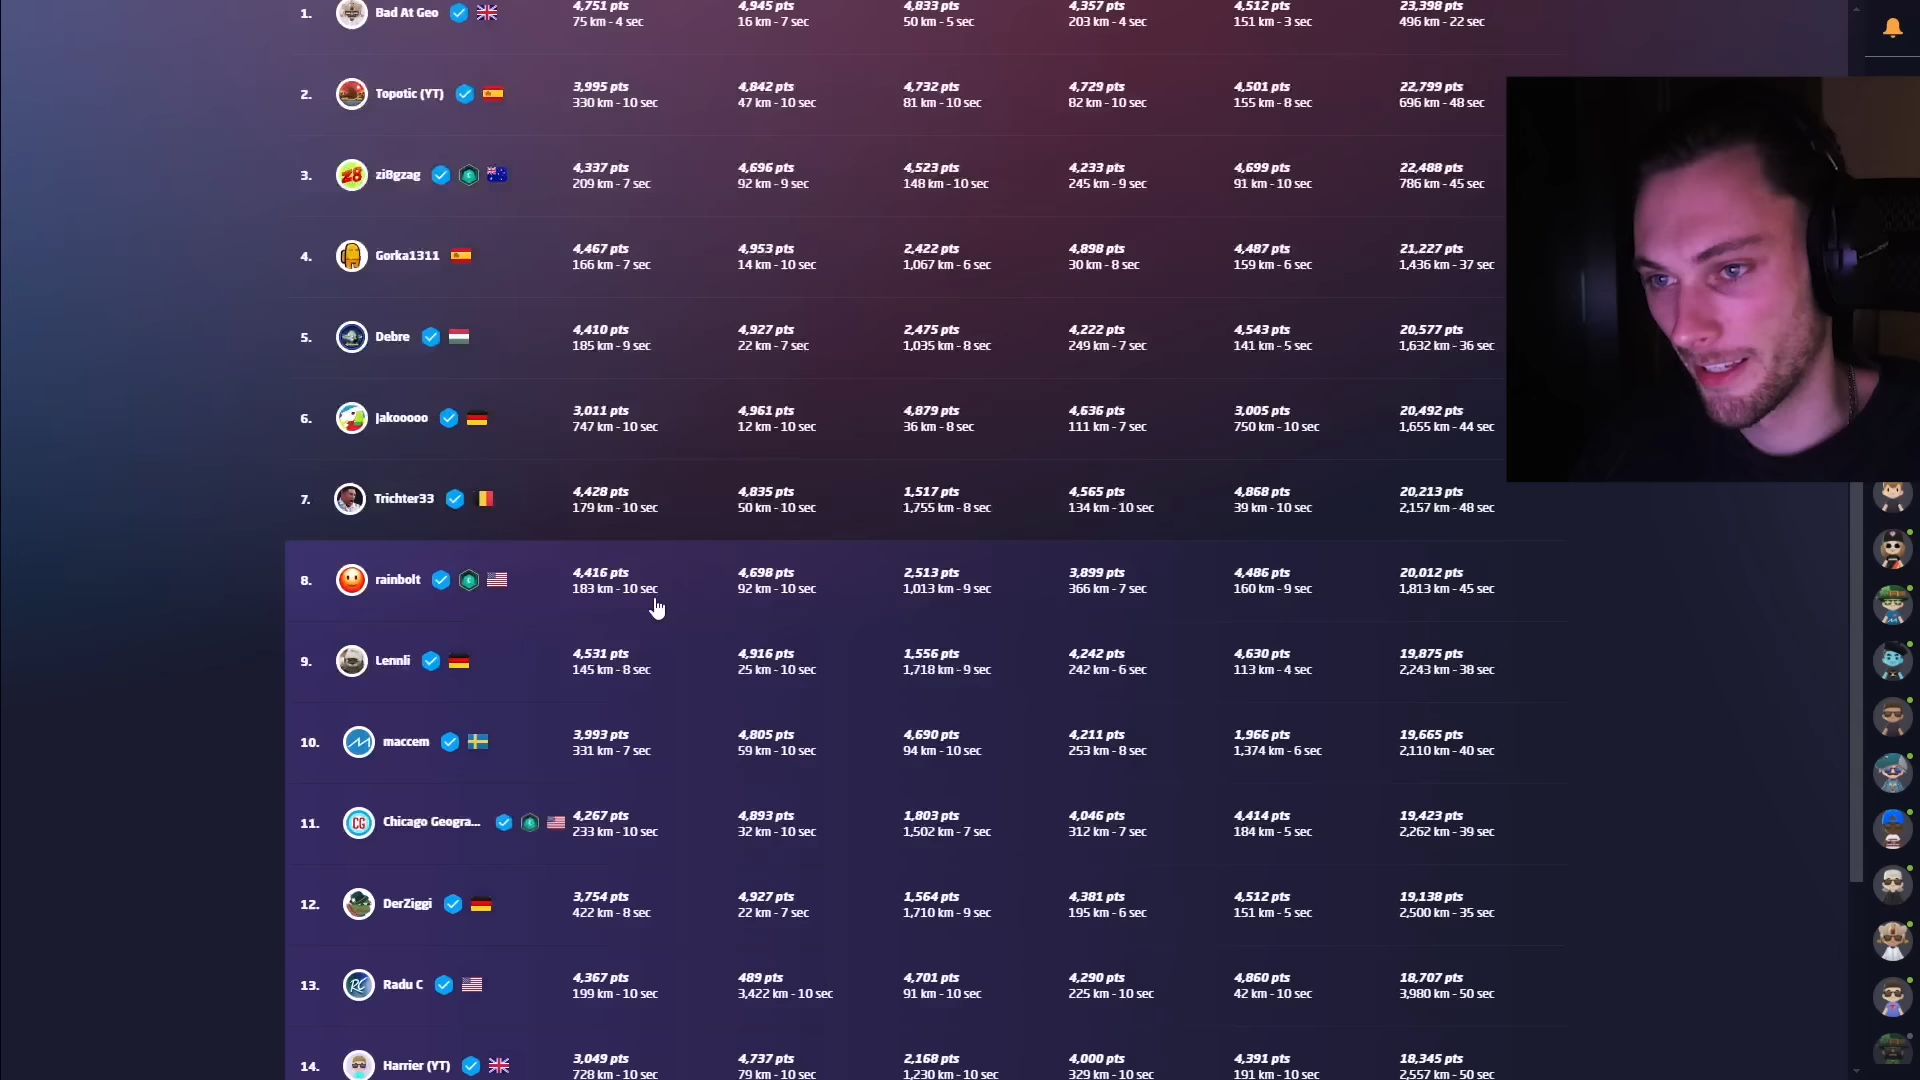 1. Bad At Geo 4,751 pts 4,945 pts 4,833 pts 4,357 pts 4,512 pts 23,398 pts
75 km - 4 sec 16 km - 7 sec 50 km - 5 sec 203 km - 4 sec 151 km - 3 sec 496 km - 22 sec
2. Topotic (YT) 3,995 pts 4,842 pts 4,732 pts 4,729 pts 4,501 pts 22,799 pts
330 km - 10 sec 47 km - 10 sec 81 km - 10 sec 82 km - 10 sec 155 km - 8 sec 696 km - 48 sec
3. z8 zi8gzag 4,337 pts 4,696 pts 4,523 pts 4,233 pts 4,699 pts 22,488 pts
209 km - 7 sec 92 km - 9 sec 148 km - 10 sec 245 km - 9 sec 91 km - 10 sec 786 km - 45 sec
4. Gorka1311 4,467 pts 4,953 pts 2,422 pts 4,898 pts 4,487 pts 21,227 pts
166 km - 7 sec 14 km - 10 sec 1,067 km - 6 sec 30 km - 8 sec 159 km - 6 sec 1,436 km - 37 sec
5. Debre 4,410 pts 4,927 pts 2,475 pts 4,222 pts 4,543 pts 20,577 pts
185 km - 9 sec 22 km - 7 sec 1,035 km - 8 sec 249 km - 7 sec 141 km - 5 sec 1,632 km - 36 sec
6. Jakooooo 3,011 pts 4,961 pts 4,879 pts 4,636 pts 3,005 pts 20,492 pts
747 km - 10 sec 12 km - 10 sec 36 km - 8 sec 111 km - 7 sec 750 km - 10 sec 1,655 km - 44 sec
7. Trichter33 4,428 pts 4,835 pts 1,517 pts 4,565 pts 4,868 pts 20,213 pts
179 km - 10 sec 50 km - 10 sec 1,755 km - 8 sec 134 km - 10 sec 39 km - 10 sec 2,157 km - 48 sec
8. rainbolt 4,416 pts 4,698 pts 2,513 pts 3,899 pts 4,486 pts 20,012 pts
183 km - 10 sec 92 km - 10 sec 1,013 km - 9 sec 366 km - 7 sec 160 km - 9 sec 1,813 km - 45 sec
9. Lennli 4,531 pts 4,916 pts 1,556 pts 4,242 pts 4,630 pts 19,875 pts
145 km - 8 sec 25 km - 10 sec 1,718 km - 9 sec 242 km - 6 sec 113 km - 4 sec 2,243 km - 38 sec
10. maccem 3,993 pts 4,805 pts 4,690 pts 4,211 pts 1,966 pts 19,665 pts
331 km - 7 sec 59 km - 10 sec 94 km - 10 sec 253 km - 8 sec 1,374 km - 6 sec 2,110 km - 40 sec
11. CG Chicago Geogra... 4,267 pts 4,893 pts 1,803 pts 4,046 pts 4,414 pts 19,423 pts
233 km - 10 sec 32 km - 10 sec 1,502 km - 7 sec 312 km - 7 sec 184 km - 5 sec 2,262 km - 39 sec
12. DerZiggi 3,754 pts 4,927 pts 1,564 pts 4,381 pts 4,512 pts 19,138 pts
422 km - 8 sec 22 km - 7 sec 1,710 km - 9 sec 195 km - 6 sec 151 km - 5 sec 2,500 km - 35 sec
13. RC Radu C 4,367 pts 489 pts 4,701 pts 4,290 pts 4,860 pts 18,707 pts
199 km - 10 sec 3,422 km - 10 sec 91 km - 10 sec 225 km - 10 sec 42 km - 10 sec 3,980 km - 50 sec
14. Harrier (YT) 3,049 pts 4,737 pts 2,168 pts 4,000 pts 4,391 pts 18,345 pts
728 km - 10 sec 79 km - 10 sec 1,230 km - 10 sec 329 km - 10 sec 191 km - 10 sec 2,557 km - 50 sec